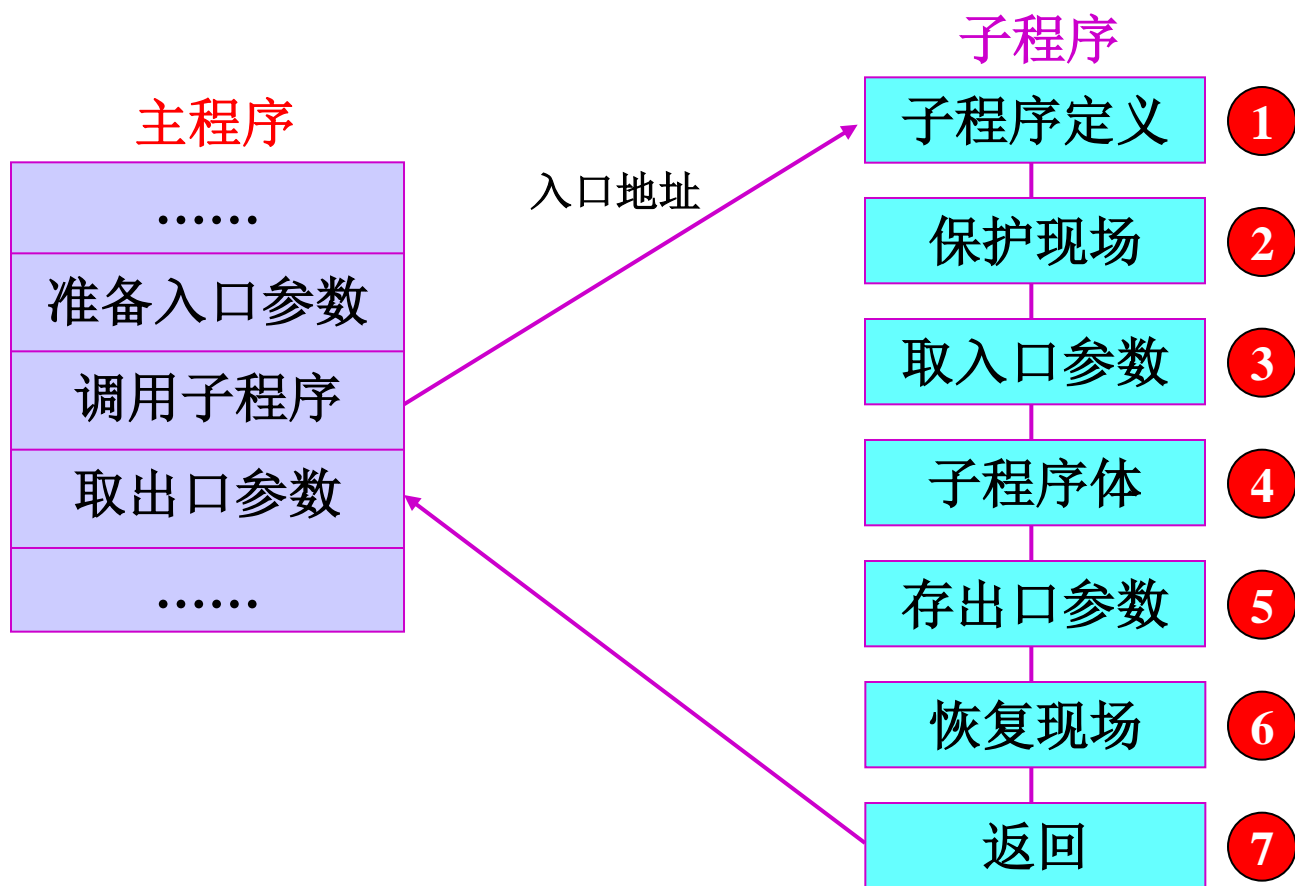 主程序
……
准备入口参数
调用子程序
取出口参数
……
入口地址
子程序
子程序定义
1
保护现场
2
取入口参数
3
子程序体
4
存出口参数
5
恢复现场
6
返回
7